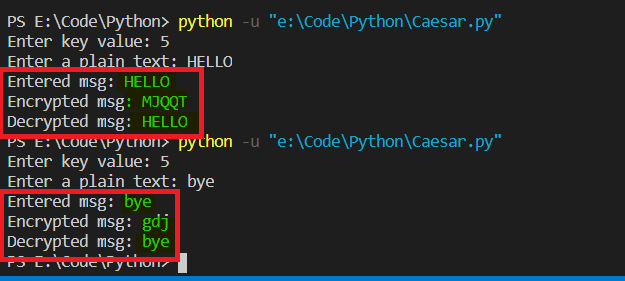 PS E:\Code\Python> python -u "e:\Code\Python\Caesar.py"
Enter key value: 5
Enter a plain text: HELLO
Entered msg: HELLO
Encrypted msg: MJQQT
Decrypted msg: HELLO
PS E:\Code\Python> python -u "e:\Code\Python\Caesar.py"
Enter key value: 5
Enter a plain text: bye
Entered msg: bye
Encrypted msg: gdj
Decrypted msg: bye
PS E:\Code\Python>